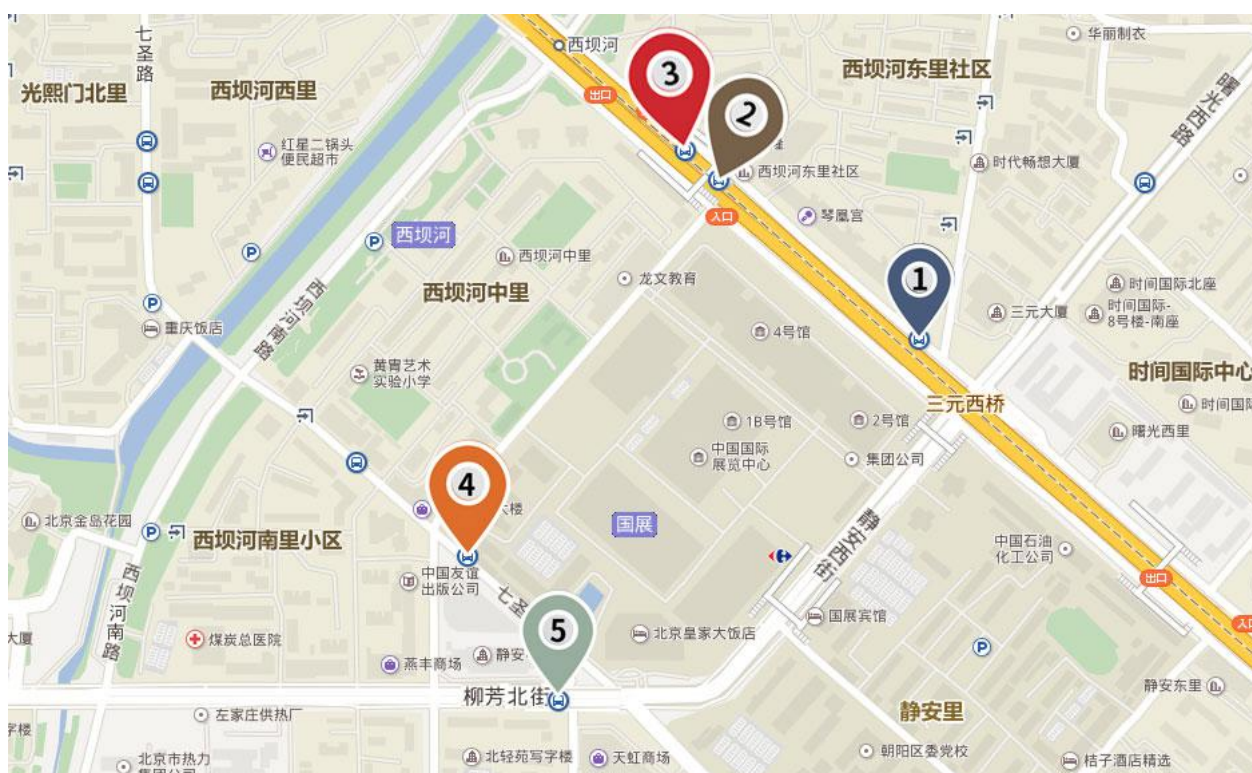 七圣路
西坝河
3
华丽制衣
光熙门北里
西坝河西里
出口
西坝河东里社区
曙光西路
2
红星二锅头
便民超市
西坝河东里社区
时代畅想大厦
P
西坝河
入口
琴凰宫
P
西坝河中里
1
P
西坝河中里
龙文教育
时间国际北座
重庆饭店
西坝河南路
4号馆
三元大厦
时间国际-
8号楼-南座
黄胄艺术
实验小学
时间国际中心
三元西桥
1B号馆
2号馆
时间国
曙光西里
中国国际
展览中心
集团公司
4
北京金岛花园
P
西坝河南里小区
楼
国展
静安西街
中国石油
化工公司
中国友谊
出版公司
出口
西坝河南路
七圣
国展宾馆
入口
大厦
煤炭总医院
5
北京皇家大饭店
P
燕丰商场
静安
柳芳北街
静安东里
左家庄供热厂
静安里
字楼
北京市热力
北轻苑写字楼
天虹商场
朝阳区委党校
桔子酒店精选